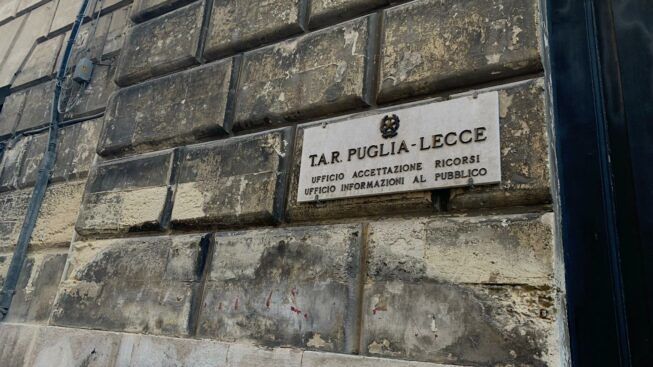 T.A.R. PUGLIA-LECCE
UFFICIO ACCETTAZIONE RICORSI
UFFICIO INFORMAZIONI AL PUBBLICO